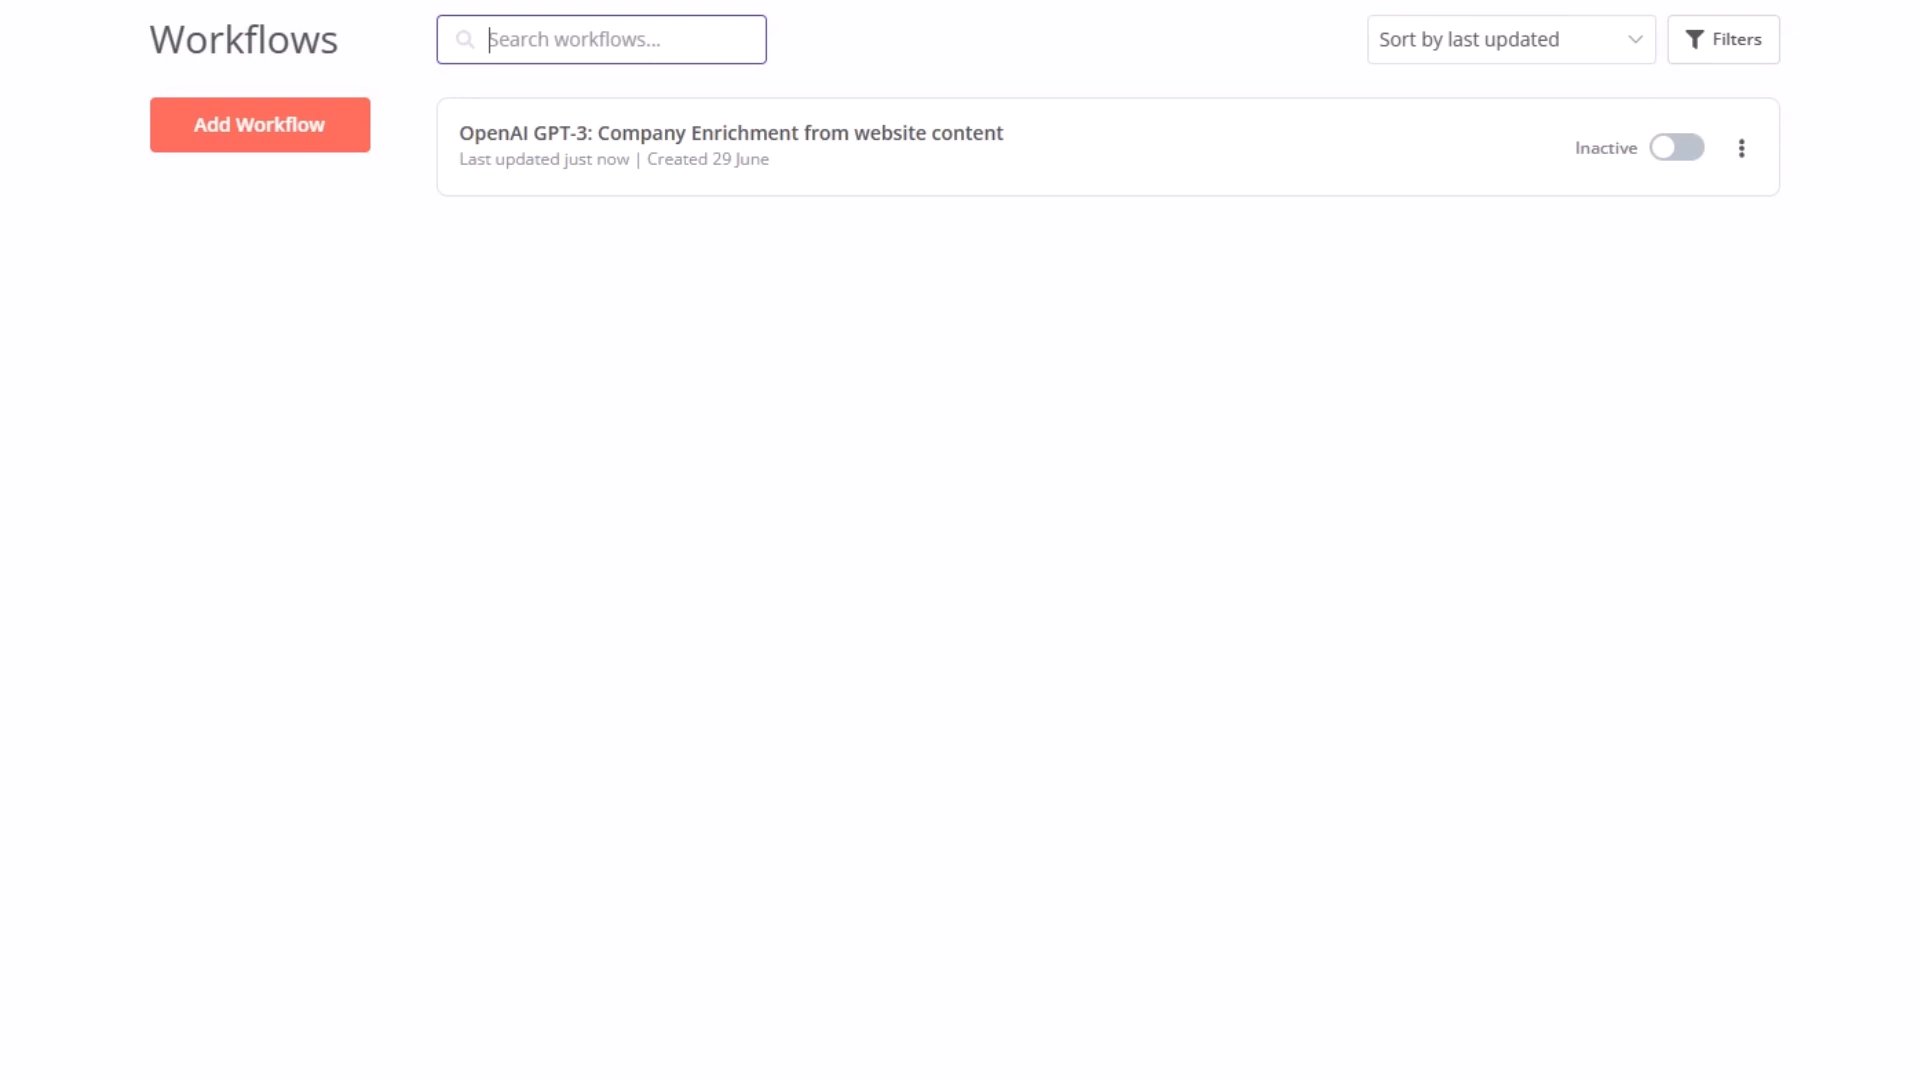 Workflows
Search workflows...
Sort by last updated
Filters
Add Workflow
OpenAI GPT-3: Company Enrichment from website content
Last updated just now | Created 29 June
Inactive